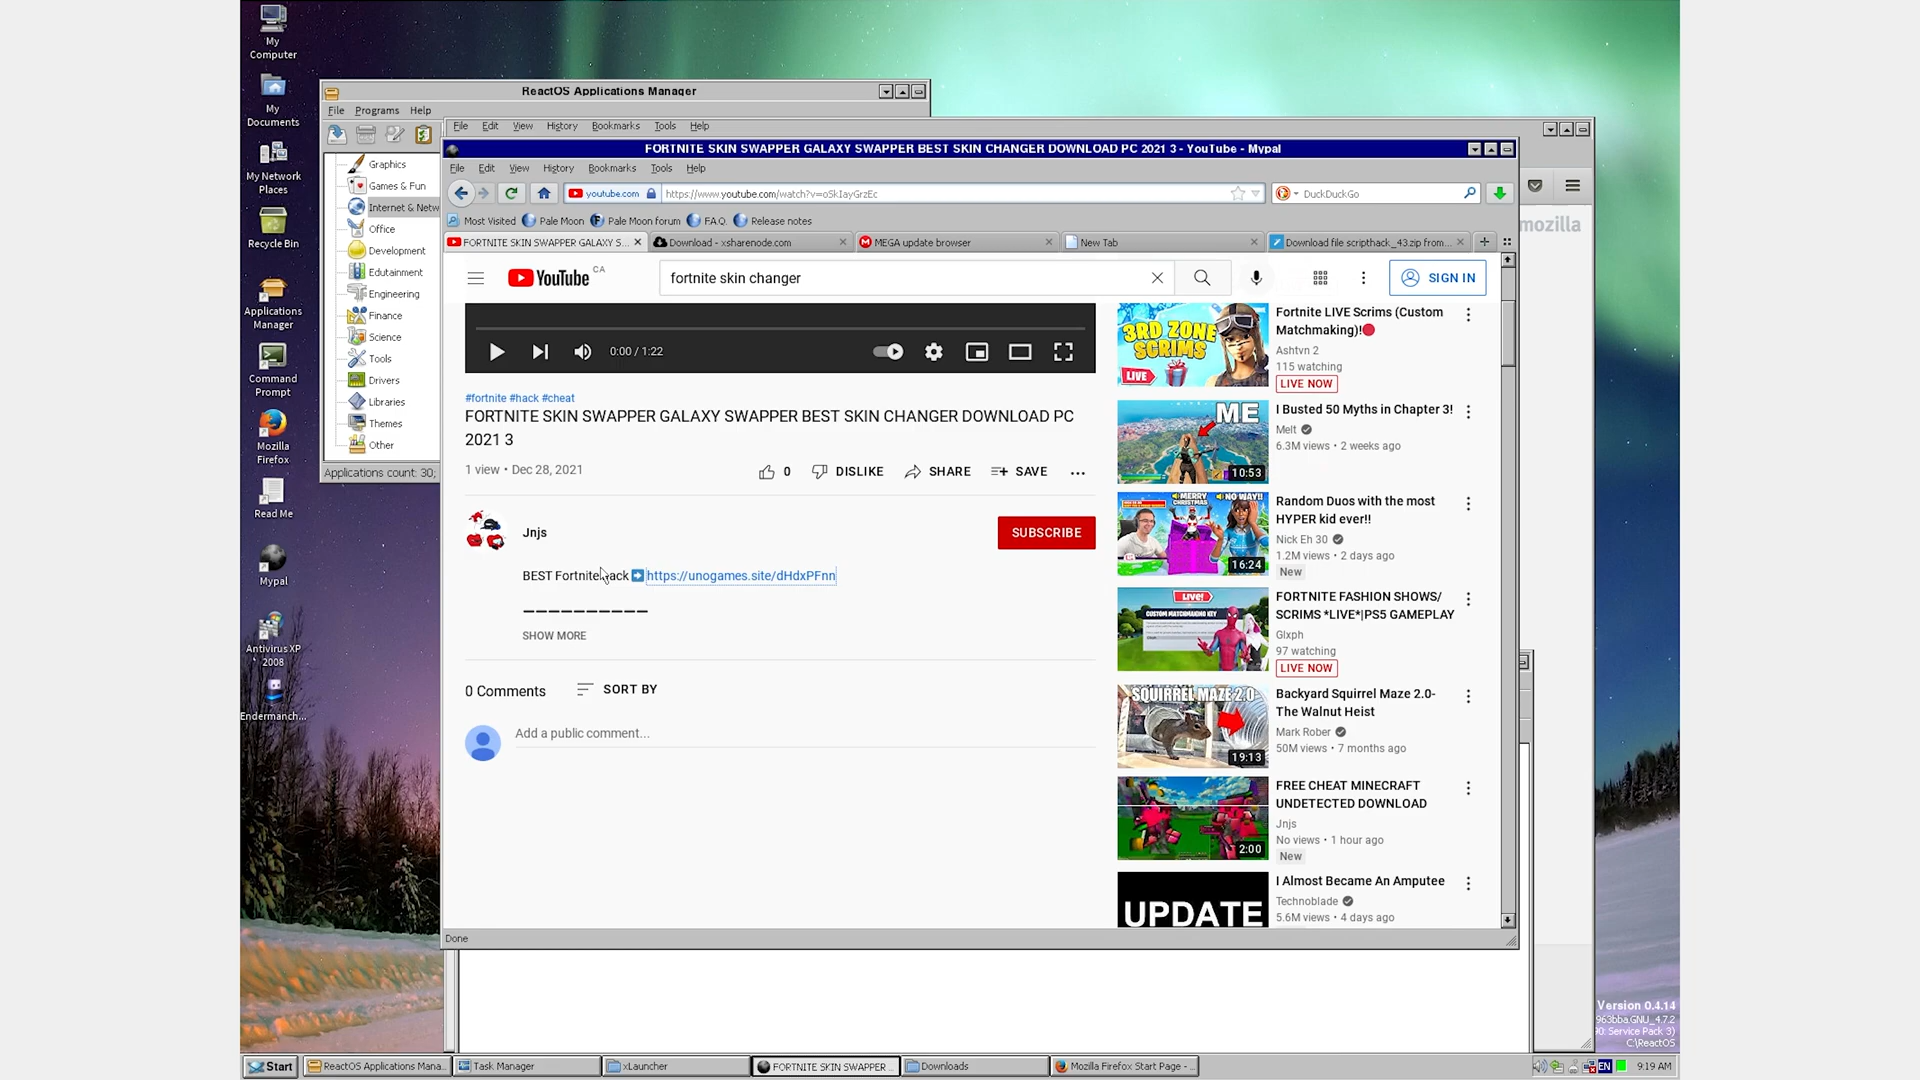 My
Computer
My
Documents
My Network
Places
Recycle Bin
Applications
Manager
Command
Prompt
Mozilla
Firefox
Read Me
Mypal
Antivirus XP
2008
Endermanch...
ReactOS Applications Manager
File Programs Help
Graphics
Games & Fun
Internet & Netw
Office
Development
Edutainment
Engineering
Finance
Science
Tools
Drivers
Libraries
Themes
Other
Applications count: 30;
File Edit View History Bookmarks Tools Help
FORTNITE SKIN SWAPPER GALAXY SWAPPER BEST SKIN CHANGER DOWNLOAD PC 2021 3 - YouTube - Mypal
File Edit View History Bookmarks Tools Help
youtube.com https://www.youtube.com/watch?v=oSkIayGrzEc DuckDuckGo
Most Visited Pale Moon Pale Moon forum F.A.Q. Release notes
mozilla
FORTNITE SKIN SWAPPER GALAXY S... Download - xsharenode.com MEGA update browser New Tab Download file scripthack_43.zip from...
YouTube CA
fortnite skin changer
SIGN IN
0:00 / 1:22
#fortnite #hack #cheat
FORTNITE SKIN SWAPPER GALAXY SWAPPER BEST SKIN CHANGER DOWNLOAD PC
2021 3
1 view • Dec 28, 2021
0 DISLIKE SHARE SAVE
Jnjs
SUBSCRIBE
BEST Fortnite hack ➡ https://unogames.site/dHdxPFnn
——————————
SHOW MORE
0 Comments SORT BY
Add a public comment...
3RD ZONE
SCRIMS
LIVE
Fortnite LIVE Scrims (Custom
Matchmaking)!🔴
Ashtvn 2
115 watching
LIVE NOW
ME
10:53
I Busted 50 Myths in Chapter 3!
Melt
6.3M views • 2 weeks ago
MERRY
CHRISTMAS
NO WAY!!
16:24
Random Duos with the most
HYPER kid ever!!
Nick Eh 30
1.2M views • 2 days ago
New
Live!
CUSTOM MATCHMAKING KEY
FORTNITE FASHION SHOWS/
SCRIMS *LIVE*|PS5 GAMEPLAY
Glxph
97 watching
LIVE NOW
SQUIRREL MAZE 2.0
19:13
Backyard Squirrel Maze 2.0-
The Walnut Heist
Mark Rober
50M views • 7 months ago
2:00
FREE CHEAT MINECRAFT
UNDETECTED DOWNLOAD
Jnjs
No views • 1 hour ago
New
UPDATE
I Almost Became An Amputee
Technoblade
5.6M views • 4 days ago
Done
Version 0.4.14
963bba.GNU_4.7.2
90: Service Pack 3)
C:\ReactOS
Start ReactOS Applications Mana... Task Manager xLauncher FORTNITE SKIN SWAPPER ... Downloads Mozilla Firefox Start Page - ... EN 9:19 AM